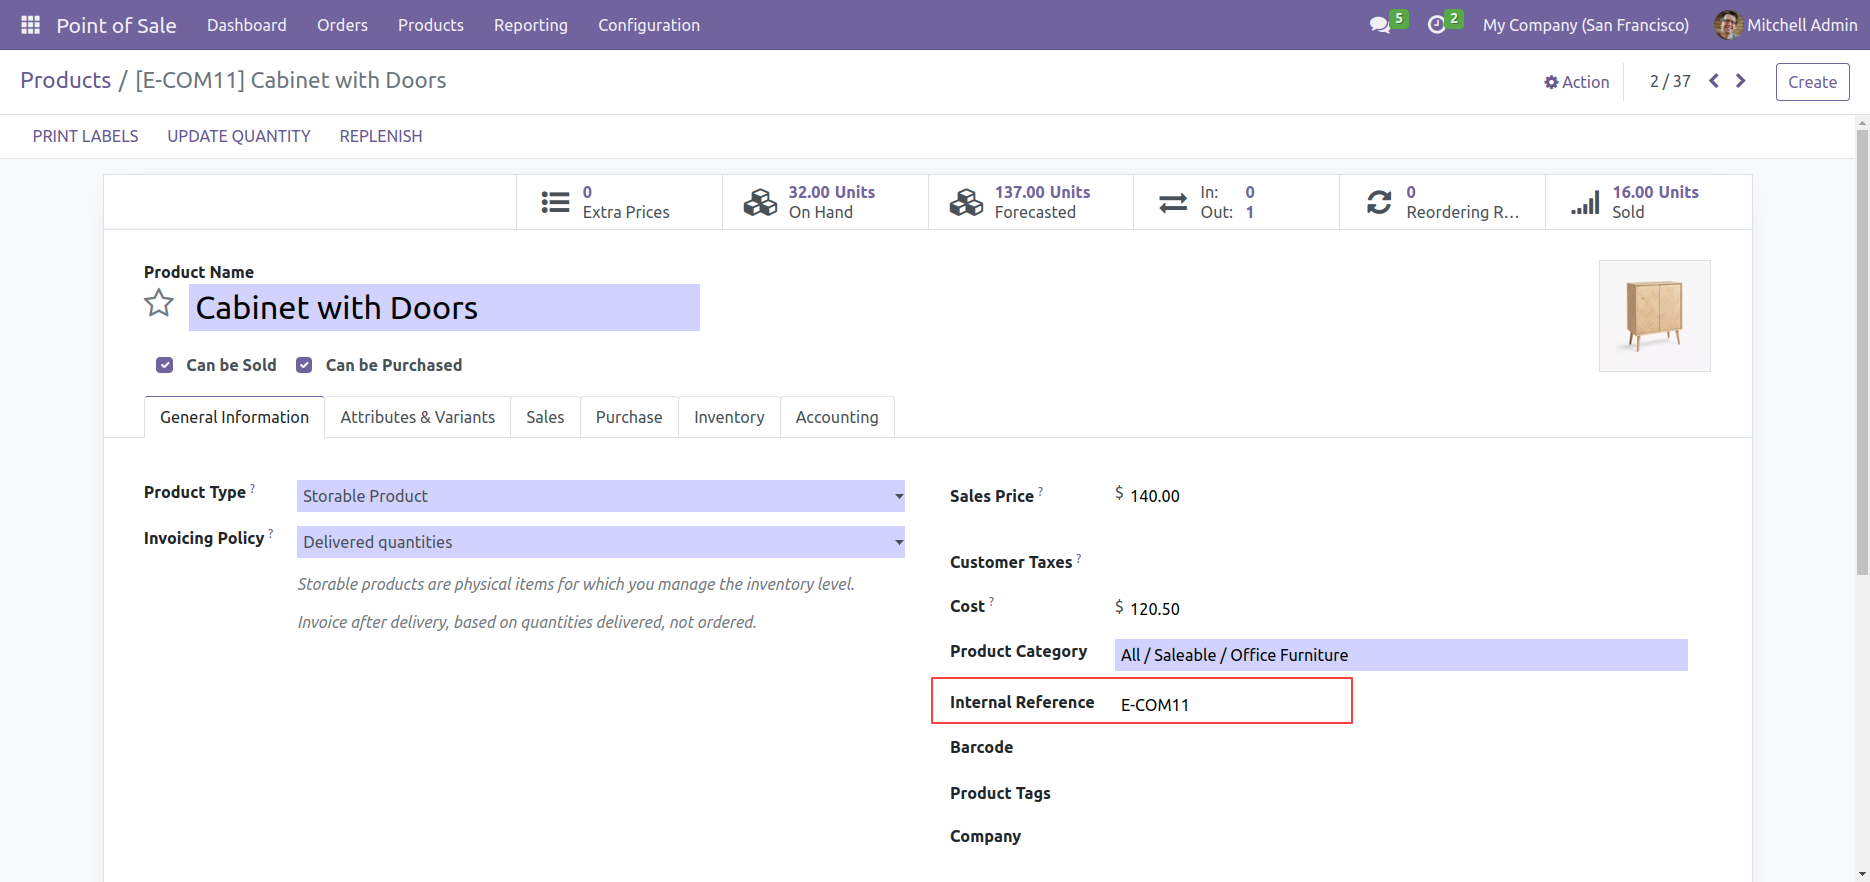 Point of Sale Dashboard Orders Products Reporting Configuration 5 2 My Company (San Francisco) Mitchell Admin
Products / [E-COM11] Cabinet with Doors Action 2 / 37 Create
PRINT LABELS UPDATE QUANTITY REPLENISH
0
Extra Prices
32.00 Units
On Hand
137.00 Units
Forecasted
In: 0
Out: 1
0
Reordering R...
16.00 Units
Sold
Product Name
Cabinet with Doors
Can be Sold Can be Purchased
General Information Attributes & Variants Sales Purchase Inventory Accounting
Product Type ? Storable Product
Invoicing Policy ? Delivered quantities
Storable products are physical items for which you manage the inventory level.
Invoice after delivery, based on quantities delivered, not ordered.
Sales Price ? $ 140.00
Customer Taxes ?
Cost ? $ 120.50
Product Category All / Saleable / Office Furniture
Internal Reference E-COM11
Barcode
Product Tags
Company